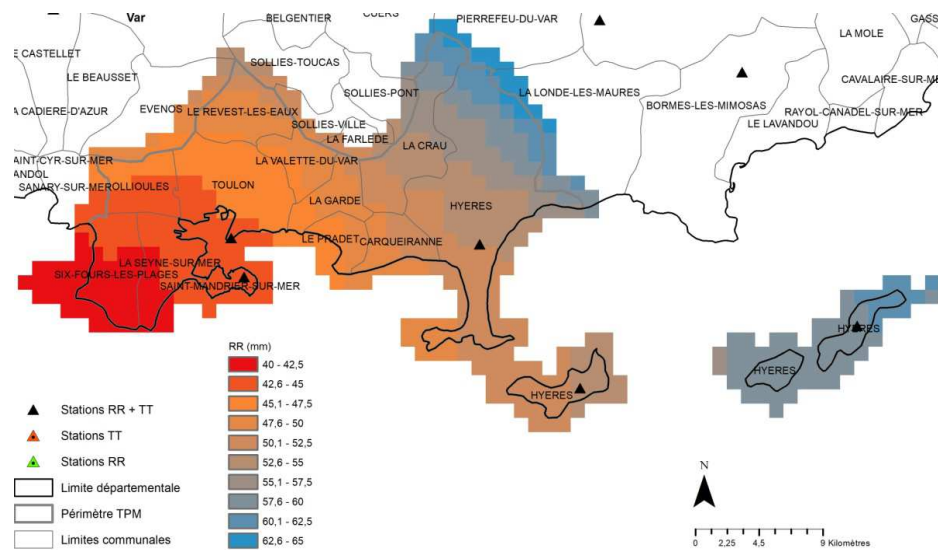 Var
BELGENTIER
CUERS
PIERREFEU-DU-VAR
GASS
LA MOLE
E CASTELLET
SOLLIES-TOUCAS
LE BEAUSSET
CAVALAIRE-SUR-ME
SOLLIES-PONT
LA LONDE-LES-MAURES
A CADIERE-D'AZUR
EVENOS
LE REVEST-LES-EAUX
BORMES-LES-MIMOSAS
RAYOL-CANADEL-SUR-MER
SOLLIES-VILLE
LE LAVANDOU
LA FARLEDE
LA CRAU
SAINT-CYR-SUR-MER
LA VALETTE-DU-VAR
ANDOL
SANARY-SUR-MER
OLLIOULES
TOULON
LA GARDE
HYERES
LE PRADET
CARQUEIRANNE
LA SEYNE-SUR-MER
SIX-FOURS-LES-PLAGES
SAINT-MANDRIER-SUR-MER
HYERES
HYERES
HYERES
RR (mm)
40 - 42,5
42,6 - 45
45,1 - 47,5
47,6 - 50
50,1 - 52,5
52,6 - 55
55,1 - 57,5
57,6 - 60
60,1 - 62,5
62,6 - 65
Stations RR + TT
Stations TT
Stations RR
Limite départementale
Périmètre TPM
Limites communales
N
0 2,25 4,5 9 Kilomètres